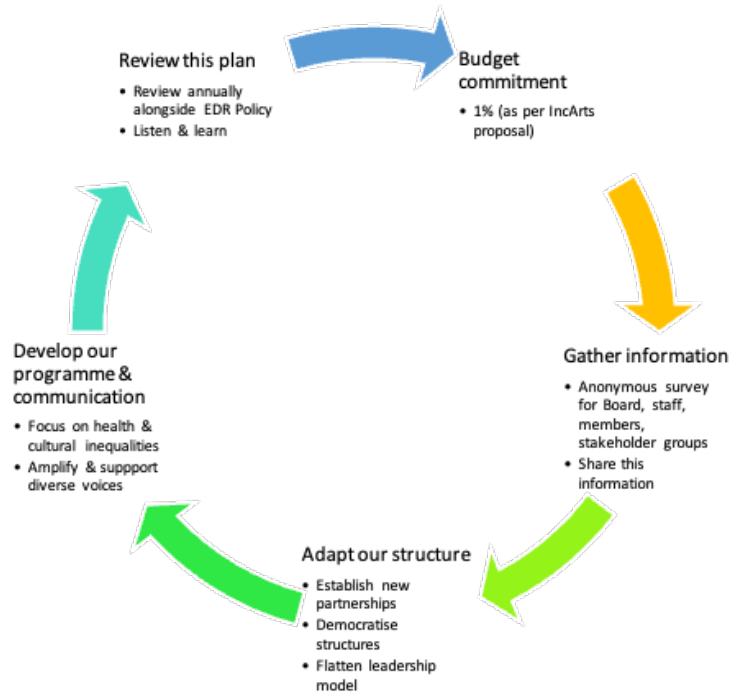 Review this plan
• Review annually
alongside EDR Policy
• Listen & learn
Budget
commitment
• 1% (as per IncArts
proposal)
Gather information
• Anonymous survey
for Board, staff,
members,
stakeholder groups
• Share this
information
Adapt our structure
• Establish new
partnerships
• Democratise
structures
• Flatten leadership
model
Develop our
programme &
communication
• Focus on health &
cultural inequalities
• Amplify & suppport
diverse voices